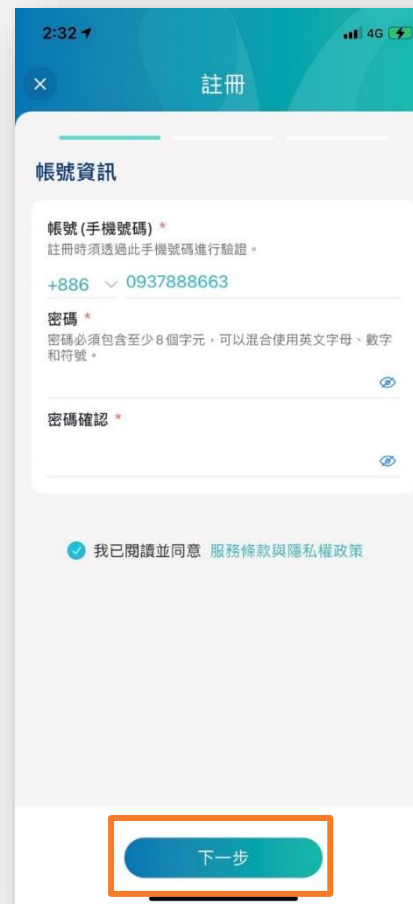 2:32 4G
註冊
帳號資訊
帳號(手機號碼) *
註冊時須透過此手機號碼進行驗證。
+886 0937888663
密碼 *
密碼必須包含至少8個字元，可以混合使用英文字母、數字
和符號。
密碼確認 *
我已閱讀並同意 服務條款與隱私權政策
下一步